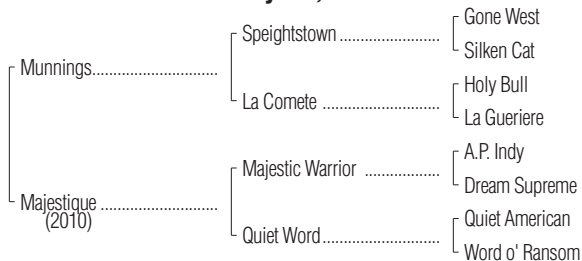 Gone West
Speightstown ....................
Silken Cat
Munnings.........................
Holy Bull
La Comete ............................
La Gueriere
A.P. Indy
Majestic Warrior ...............
Dream Supreme
Majestique .......................
(2010)
Quiet American
Quiet Word.......................
Word o' Ransom